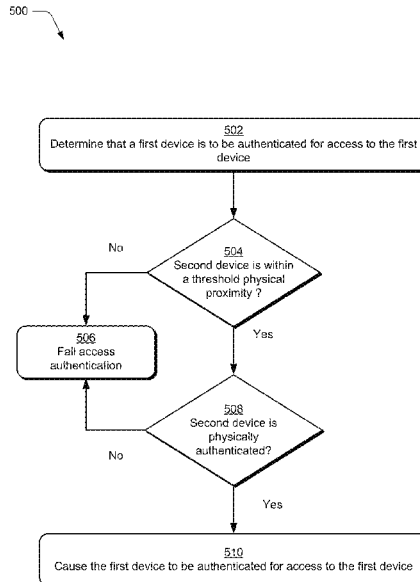 500
502
Determine that a first device is to be authenticated for access to the first
device
504
Second device is within
a threshold physical
proximity ?
No
Yes
506
Fail access
authentication
508
Second device is
physically
authenticated?
No
Yes
510
Cause the first device to be authenticated for access to the first device